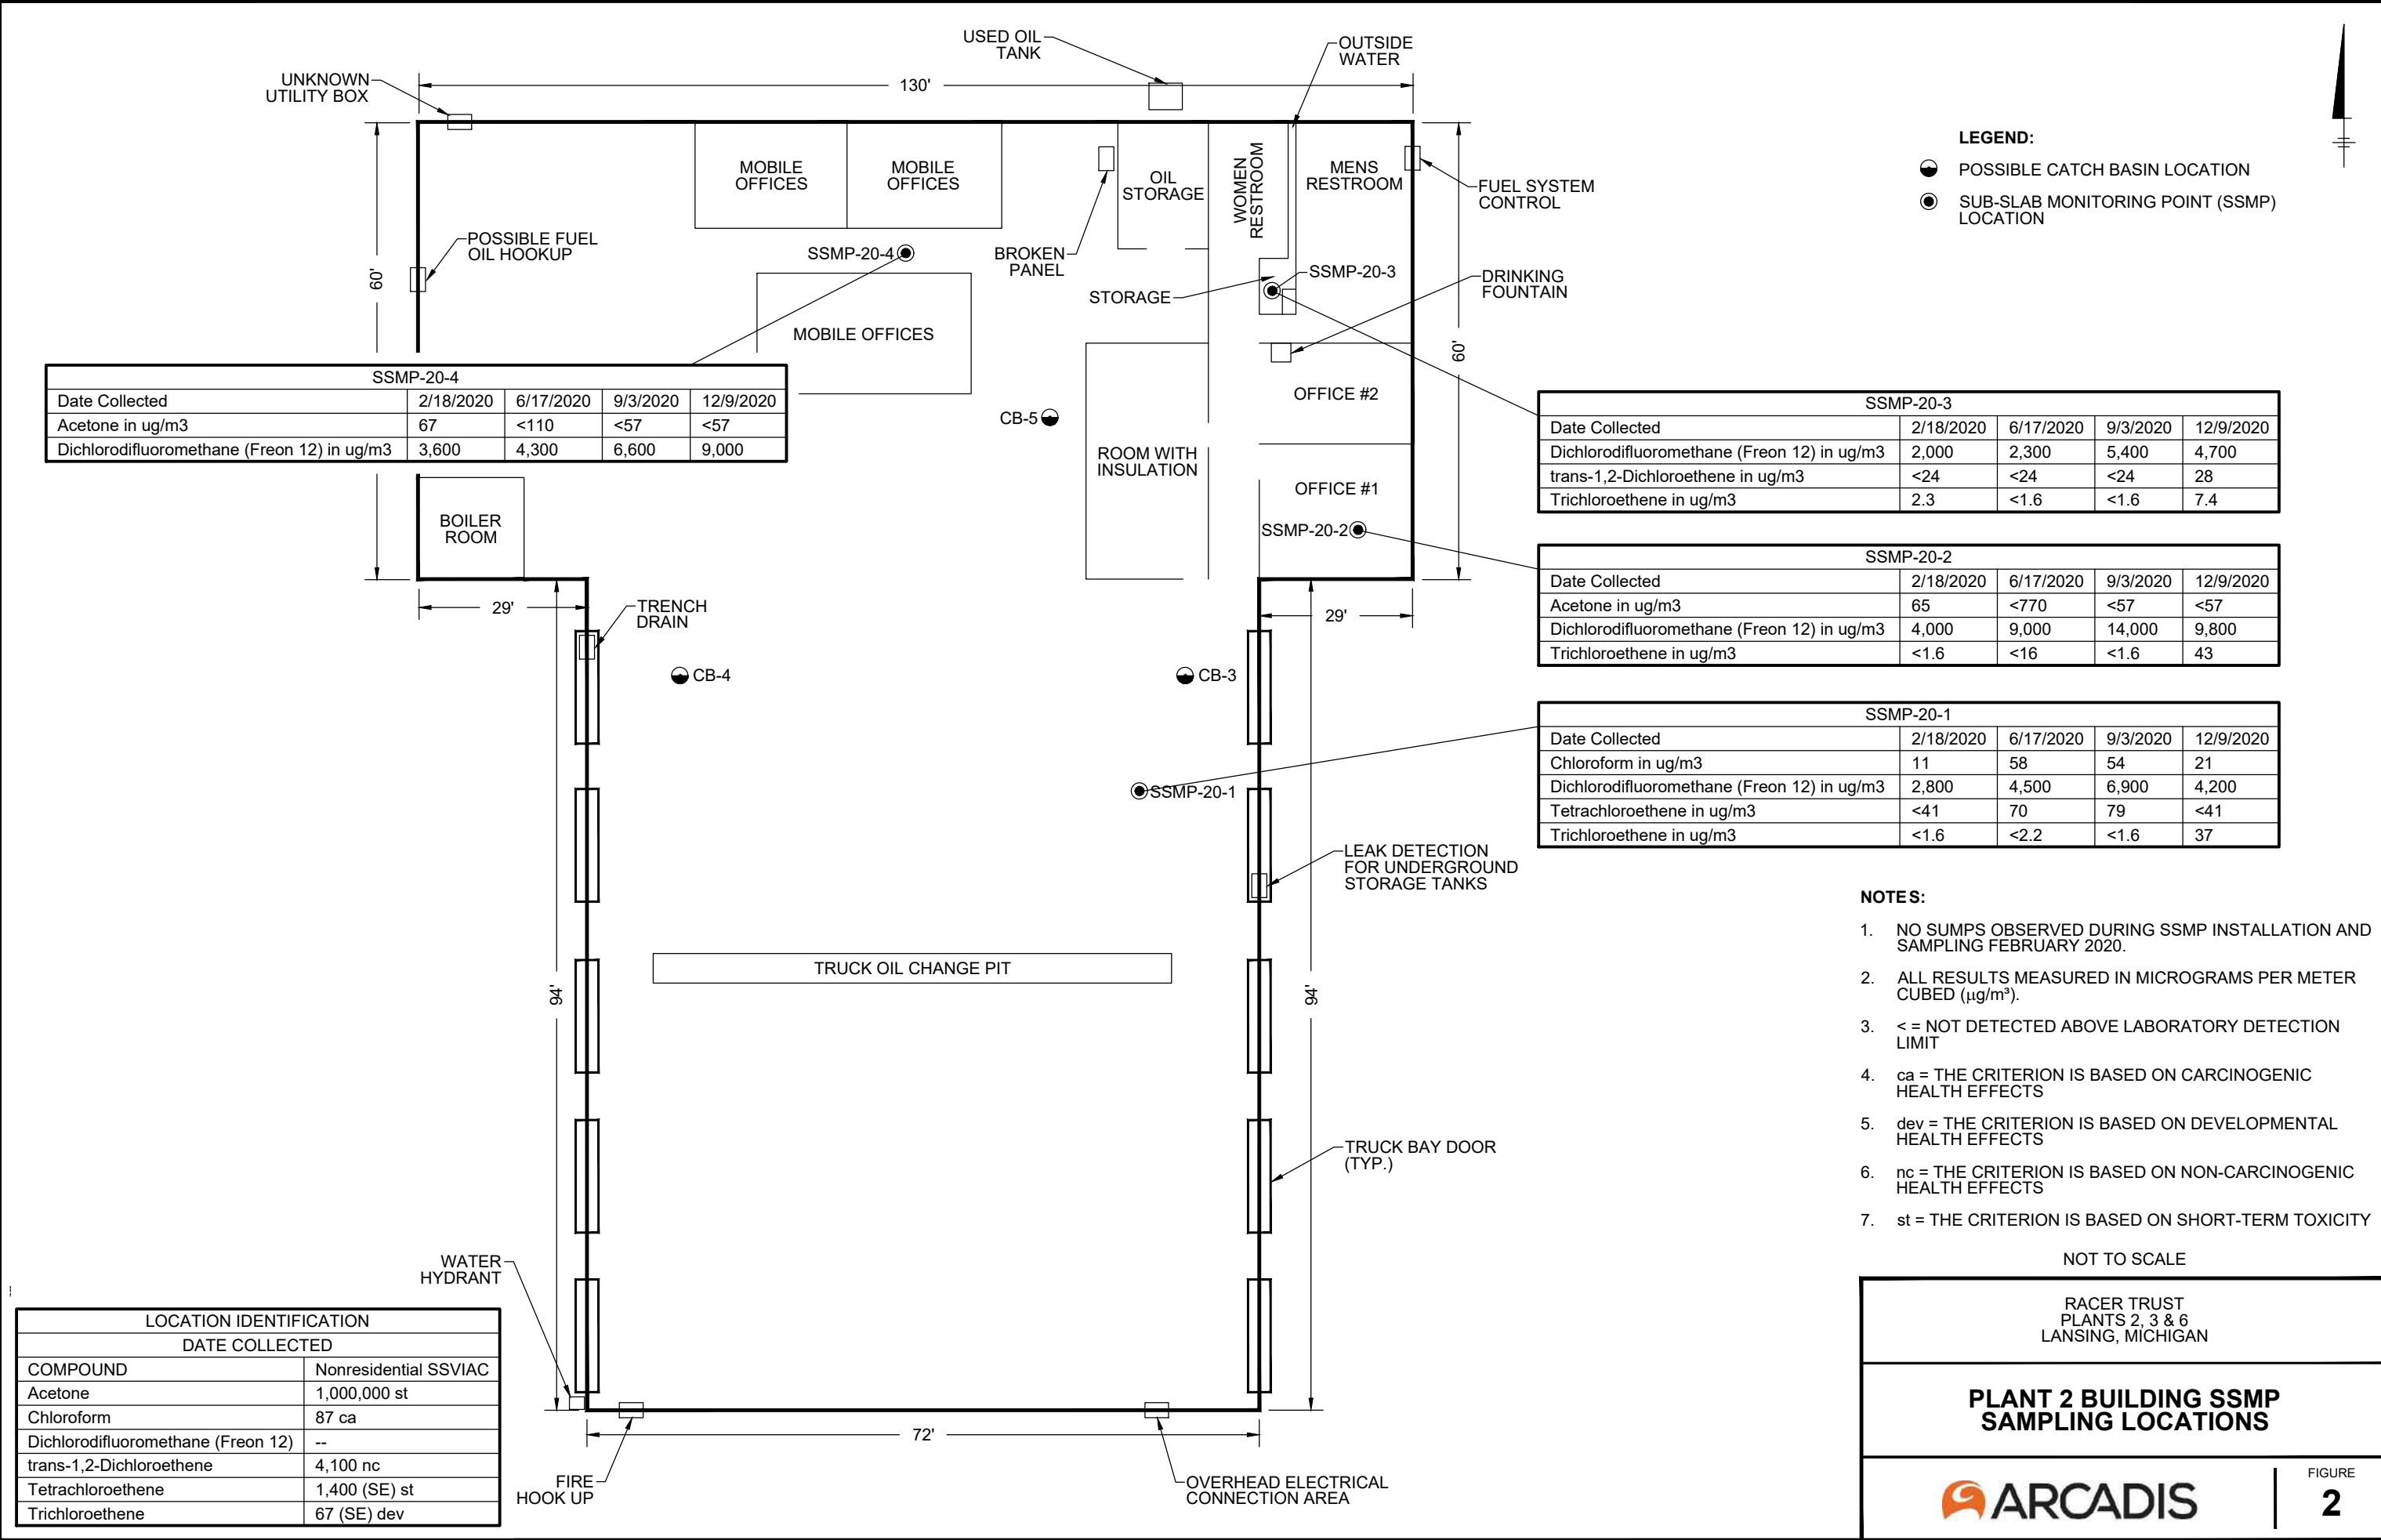 USED OIL
TANK
OUTSIDE
WATER
UNKNOWN
UTILITY BOX
130'
LEGEND:
POSSIBLE CATCH BASIN LOCATION
SUB-SLAB MONITORING POINT (SSMP)
LOCATION
MOBILE
OFFICES
MOBILE
OFFICES
OIL
STORAGE
WOMEN
RESTROOM
MENS
RESTROOM
FUEL SYSTEM
CONTROL
60'
POSSIBLE FUEL
OIL HOOKUP
SSMP-20-4
BROKEN
PANEL
STORAGE
SSMP-20-3
DRINKING
FOUNTAIN
MOBILE OFFICES
60'
SSMP-20-4
Date Collected 2/18/2020 6/17/2020 9/3/2020 12/9/2020
Acetone in ug/m3 67 <110 <57 <57
Dichlorodifluoromethane (Freon 12) in ug/m3 3,600 4,300 6,600 9,000
CB-5
OFFICE #2
ROOM WITH
INSULATION
OFFICE #1
SSMP-20-2
BOILER
ROOM
SSMP-20-3
Date Collected 2/18/2020 6/17/2020 9/3/2020 12/9/2020
Dichlorodifluoromethane (Freon 12) in ug/m3 2,000 2,300 5,400 4,700
trans-1,2-Dichloroethene in ug/m3 <24 <24 <24 28
Trichloroethene in ug/m3 2.3 <1.6 <1.6 7.4
SSMP-20-2
Date Collected 2/18/2020 6/17/2020 9/3/2020 12/9/2020
Acetone in ug/m3 65 <770 <57 <57
Dichlorodifluoromethane (Freon 12) in ug/m3 4,000 9,000 14,000 9,800
Trichloroethene in ug/m3 <1.6 <16 <1.6 43
29'
TRENCH
DRAIN
29'
CB-4
CB-3
SSMP-20-1
SSMP-20-1
Date Collected 2/18/2020 6/17/2020 9/3/2020 12/9/2020
Chloroform in ug/m3 11 58 54 21
Dichlorodifluoromethane (Freon 12) in ug/m3 2,800 4,500 6,900 4,200
Tetrachloroethene in ug/m3 <41 70 79 <41
Trichloroethene in ug/m3 <1.6 <2.2 <1.6 37
LEAK DETECTION
FOR UNDERGROUND
STORAGE TANKS
TRUCK OIL CHANGE PIT
94'
94'
TRUCK BAY DOOR
(TYP.)
WATER
HYDRANT
72'
FIRE
HOOK UP
OVERHEAD ELECTRICAL
CONNECTION AREA
LOCATION IDENTIFICATION
DATE COLLECTED
COMPOUND Nonresidential SSVIAC
Acetone 1,000,000 st
Chloroform 87 ca
Dichlorodifluoromethane (Freon 12) --
trans-1,2-Dichloroethene 4,100 nc
Tetrachloroethene 1,400 (SE) st
Trichloroethene 67 (SE) dev
NOTES:
1. NO SUMPS OBSERVED DURING SSMP INSTALLATION AND
SAMPLING FEBRUARY 2020.
2. ALL RESULTS MEASURED IN MICROGRAMS PER METER
CUBED (µg/m³).
3. < = NOT DETECTED ABOVE LABORATORY DETECTION
LIMIT
4. ca = THE CRITERION IS BASED ON CARCINOGENIC
HEALTH EFFECTS
5. dev = THE CRITERION IS BASED ON DEVELOPMENTAL
HEALTH EFFECTS
6. nc = THE CRITERION IS BASED ON NON-CARCINOGENIC
HEALTH EFFECTS
7. st = THE CRITERION IS BASED ON SHORT-TERM TOXICITY
NOT TO SCALE
RACER TRUST
PLANTS 2, 3 & 6
LANSING, MICHIGAN
PLANT 2 BUILDING SSMP
SAMPLING LOCATIONS
ARCADIS
FIGURE
2